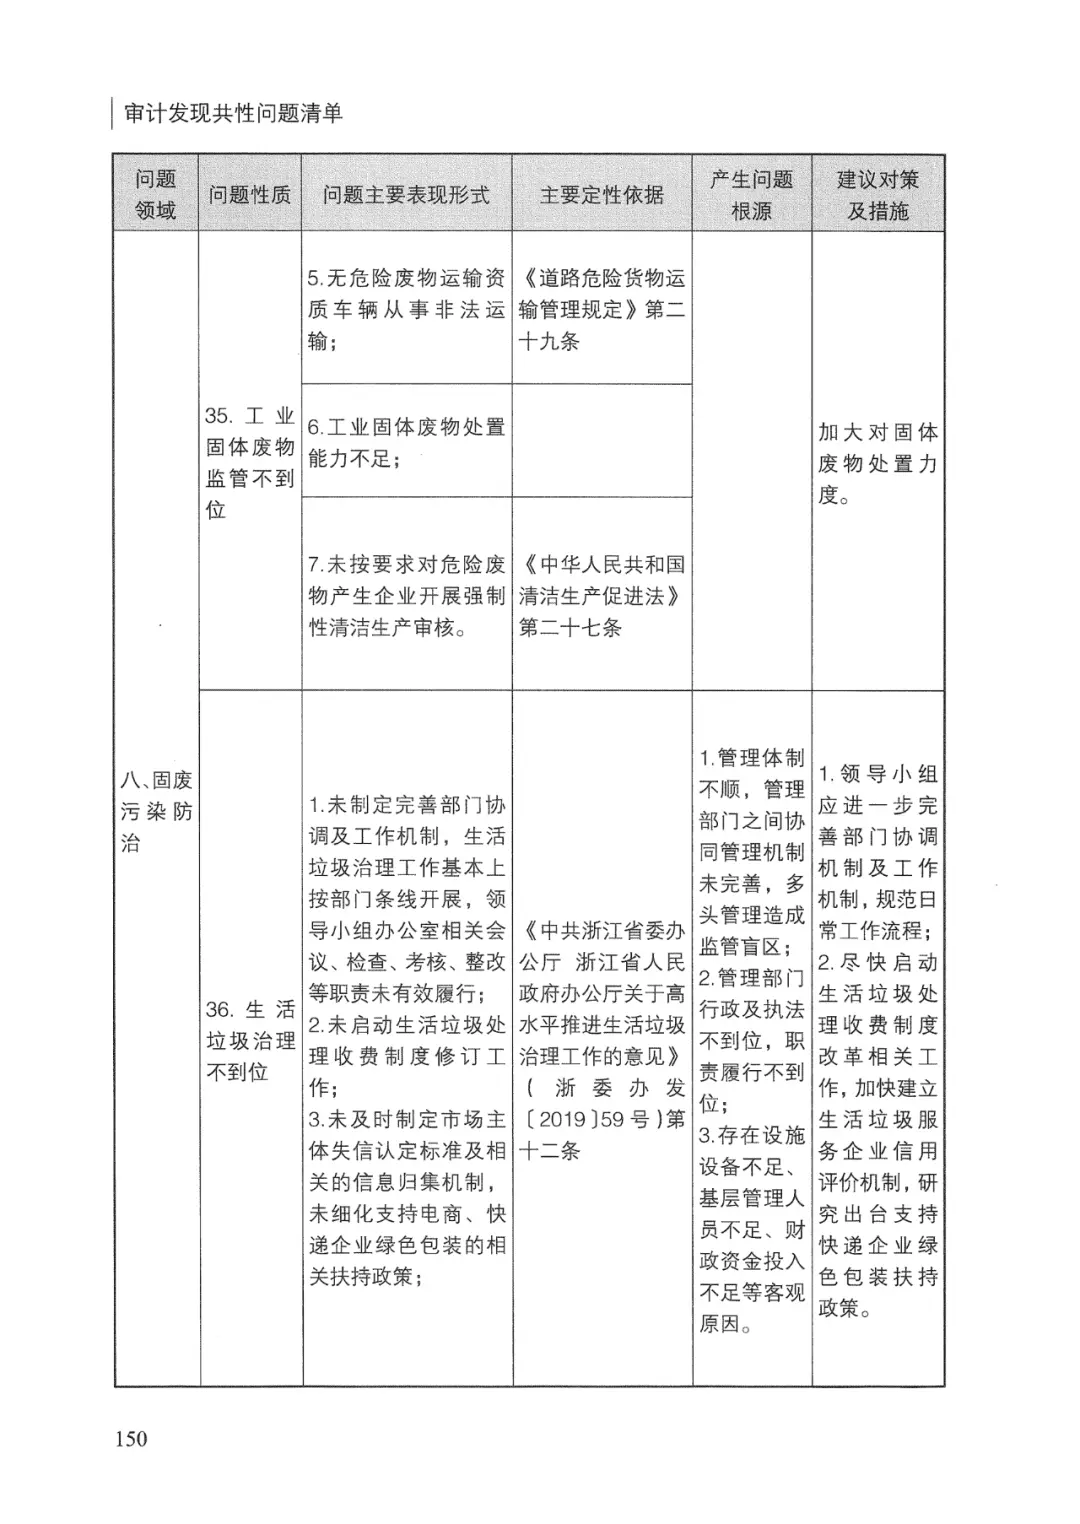 审计发现共性问题清单
问题
领域
问题性质
问题主要表现形式
主要定性依据
产生问题
根源
建议对策
及措施
八、固废
污染防
治
35. 工业
固体废物
监管不到
位
5.无危险废物运输资
质车辆从事非法运
输；
《道路危险货物运
输管理规定》第二
十九条
6.工业固体废物处置
能力不足；
7.未按要求对危险废
物产生企业开展强制
性清洁生产审核。
《中华人民共和国
清洁生产促进法》
第二十七条
加大对固体
废物处置力
度。
36. 生活
垃圾治理
不到位
1.未制定完善部门协
调及工作机制，生活
垃圾治理工作基本上
按部门条线开展，领
导小组办公室相关会
议、检查、考核、整改
等职责未有效履行；
2.未启动生活垃圾处
理收费制度修订工
作；
3.未及时制定市场主
体失信认定标准及相
关的信息归集机制，
未细化支持电商、快
递企业绿色包装的相
关扶持政策；
《中共浙江省委办
公厅 浙江省人民
政府办公厅关于高
水平推进生活垃圾
治理工作的意见》
（浙委办发
〔2019〕59号)第
十二条
1.管理体制
不顺，管理
部门之间协
同管理机制
未完善，多
头管理造成
监管盲区；
2.管理部门
行政及执法
不到位，职
责履行不到
位；
3.存在设施
设备不足、
基层管理人
员不足、财
政资金投入
不足等客观
原因。
1.领导小组
应进一步完
善部门协调
机制及工作
机制，规范日
常工作流程；
2.尽快启动
生活垃圾处
理收费制度
改革相关工
作，加快建立
生活垃圾服
务企业信用
评价机制，研
究出台支持
快递企业绿
色包装扶持
政策。
150